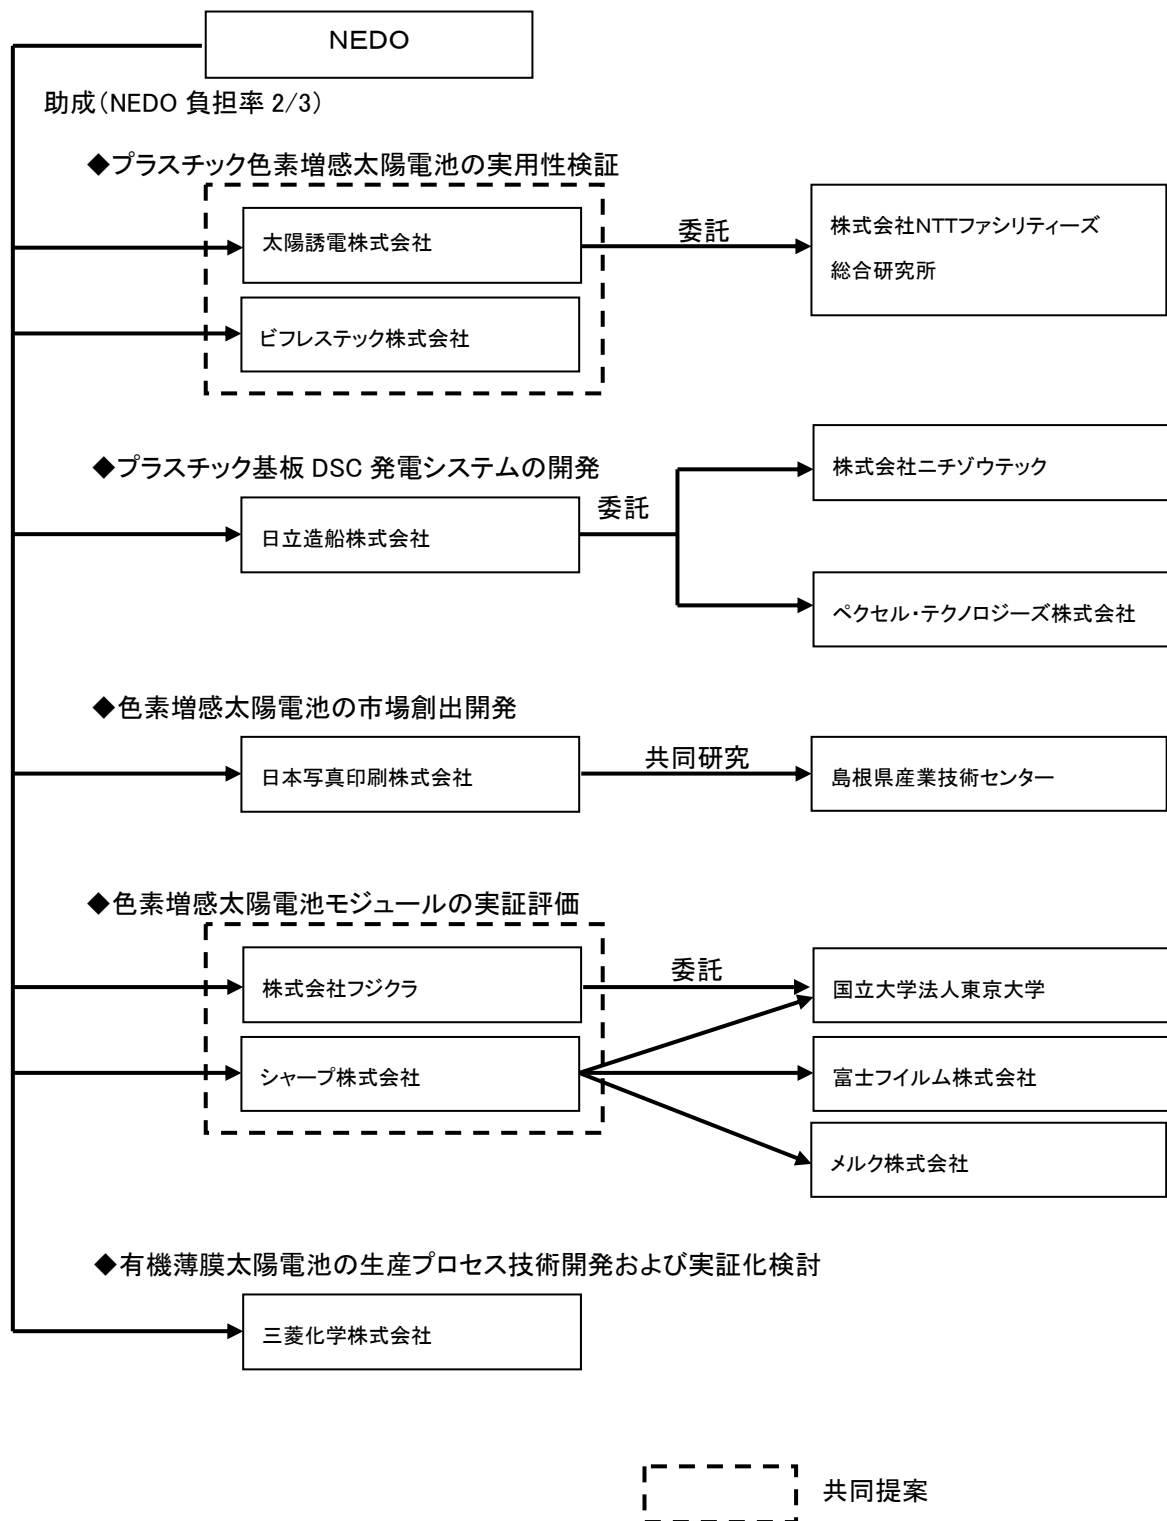 NEDO
助成(NEDO 負担率 2/3)
◆プラスチック色素増感太陽電池の実用性検証
太陽誘電株式会社
委託
株式会社NTTファシリティーズ
総合研究所
ビフレステック株式会社
◆プラスチック基板 DSC 発電システムの開発
日立造船株式会社
委託
株式会社ニチゾウテック
ペクセル・テクノロジーズ株式会社
◆色素増感太陽電池の市場創出開発
日本写真印刷株式会社
共同研究
島根県産業技術センター
◆色素増感太陽電池モジュールの実証評価
株式会社フジクラ
委託
国立大学法人東京大学
シャープ株式会社
富士フイルム株式会社
メルク株式会社
◆有機薄膜太陽電池の生産プロセス技術開発および実証化検討
三菱化学株式会社
共同提案